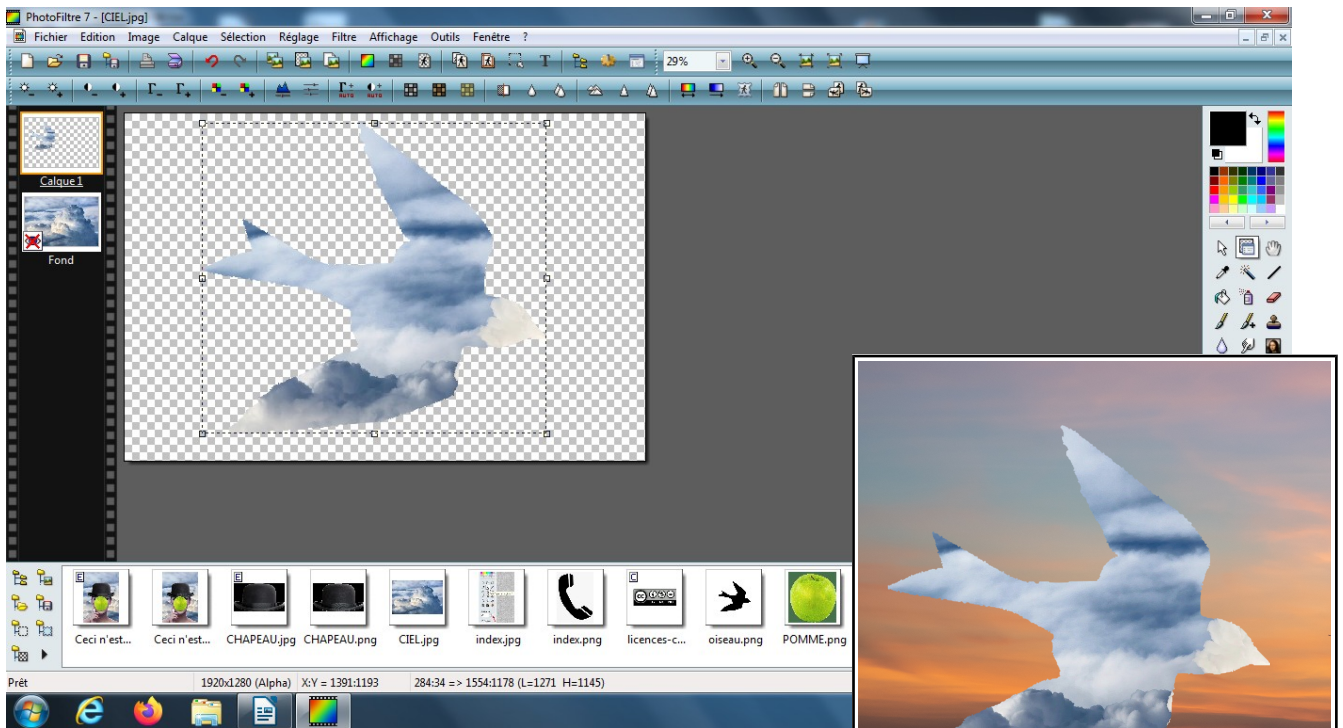 PhotoFiltre 7 - [CIEL.jpg]
Fichier Edition Image Calque Sélection Réglage Filtre Affichage Outils Fenêtre ?
T 29%
AUTO AUTO
Calque 1
Fond
E E C
Ceci n'est... Ceci n'est... CHAPEAU.jpg CHAPEAU.png CIEL.jpg index.jpg index.png licences-c... oiseau.png POMME.png
Prêt 1920x1280 (Alpha) X:Y = 1391:1193 284:34 => 1554:1178 (L=1271 H=1145)